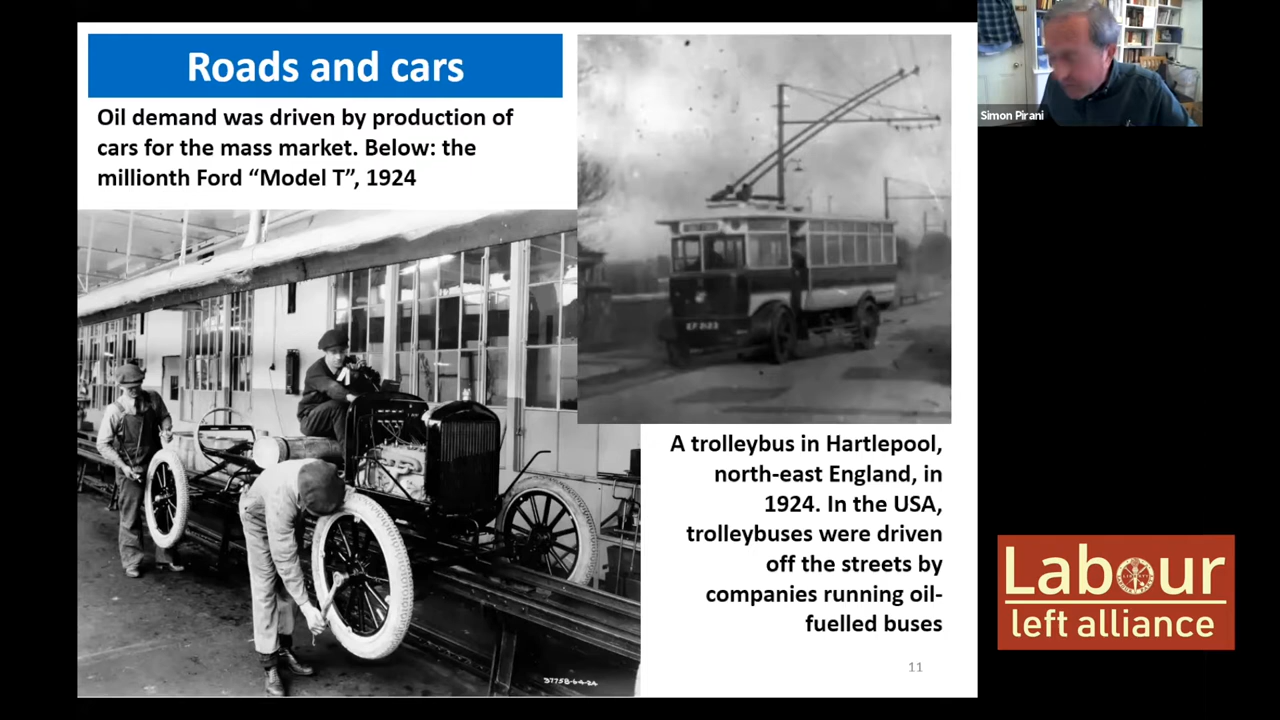 Roads and cars
Oil demand was driven by production of
cars for the mass market. Below: the
millionth Ford “Model T”, 1924
Simon Pirani
A trolleybus in Hartlepool,
north-east England, in
1924. In the USA,
trolleybuses were driven
off the streets by
companies running oil-
fuelled buses
11
Labour
left alliance